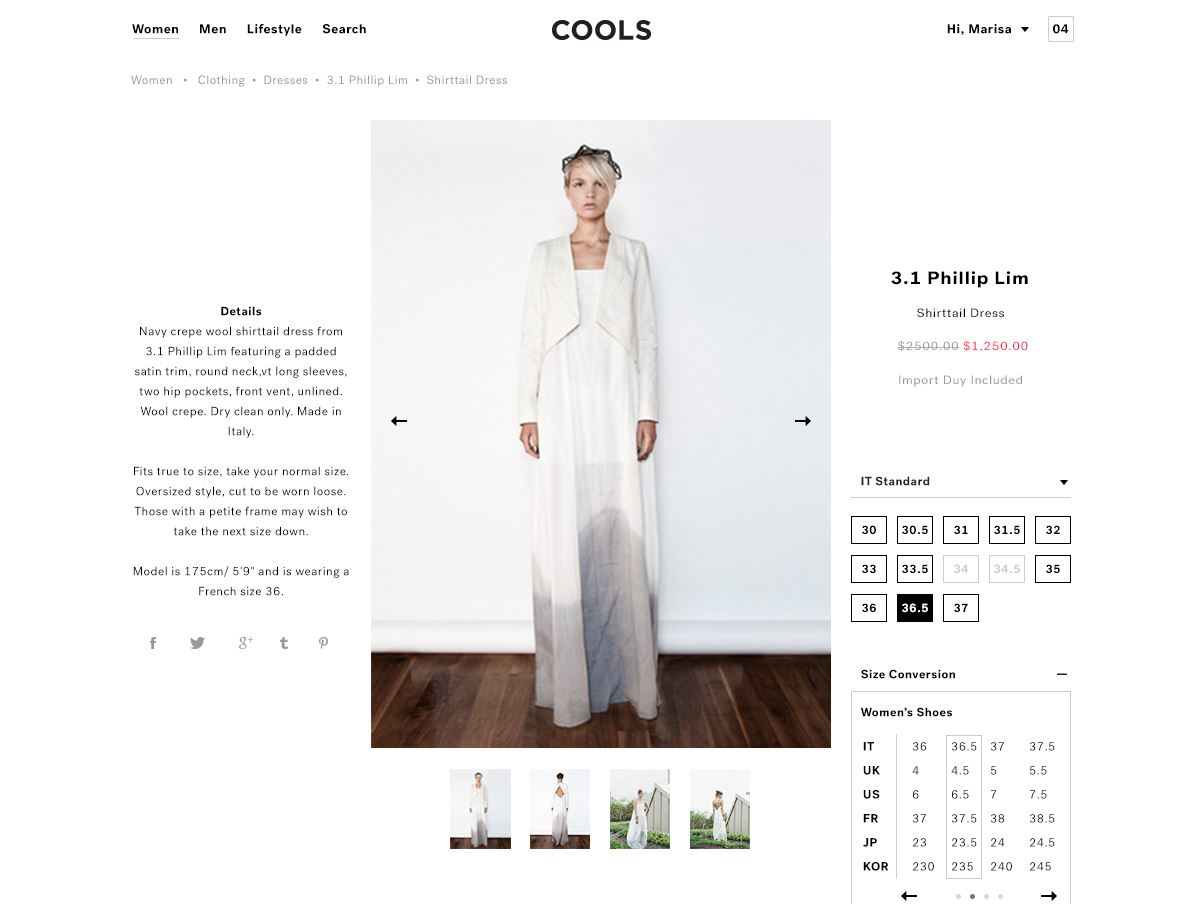 Women Men Lifestyle Search COOLS Hi, Marisa 04
Women • Clothing • Dresses • 3.1 Phillip Lim • Shirttail Dress
Details
Navy crepe wool shirttail dress from
3.1 Phillip Lim featuring a padded
satin trim, round neck,vt long sleeves,
two hip pockets, front vent, unlined.
Wool crepe. Dry clean only. Made in
Italy.
Fits true to size, take your normal size.
Oversized style, cut to be worn loose.
Those with a petite frame may wish to
take the next size down.
Model is 175cm/ 5'9" and is wearing a
French size 36.
f g+ t
3.1 Phillip Lim
Shirttail Dress
$2500.00 $1,250.00
Import Duy Included
IT Standard
30 30.5 31 31.5 32
33 33.5 34 34.5 35
36 36.5 37
Size Conversion
Women’s Shoes
IT 36 36.5 37 37.5
UK 4 4.5 5 5.5
US 6 6.5 7 7.5
FR 37 37.5 38 38.5
JP 23 23.5 24 24.5
KOR 230 235 240 245